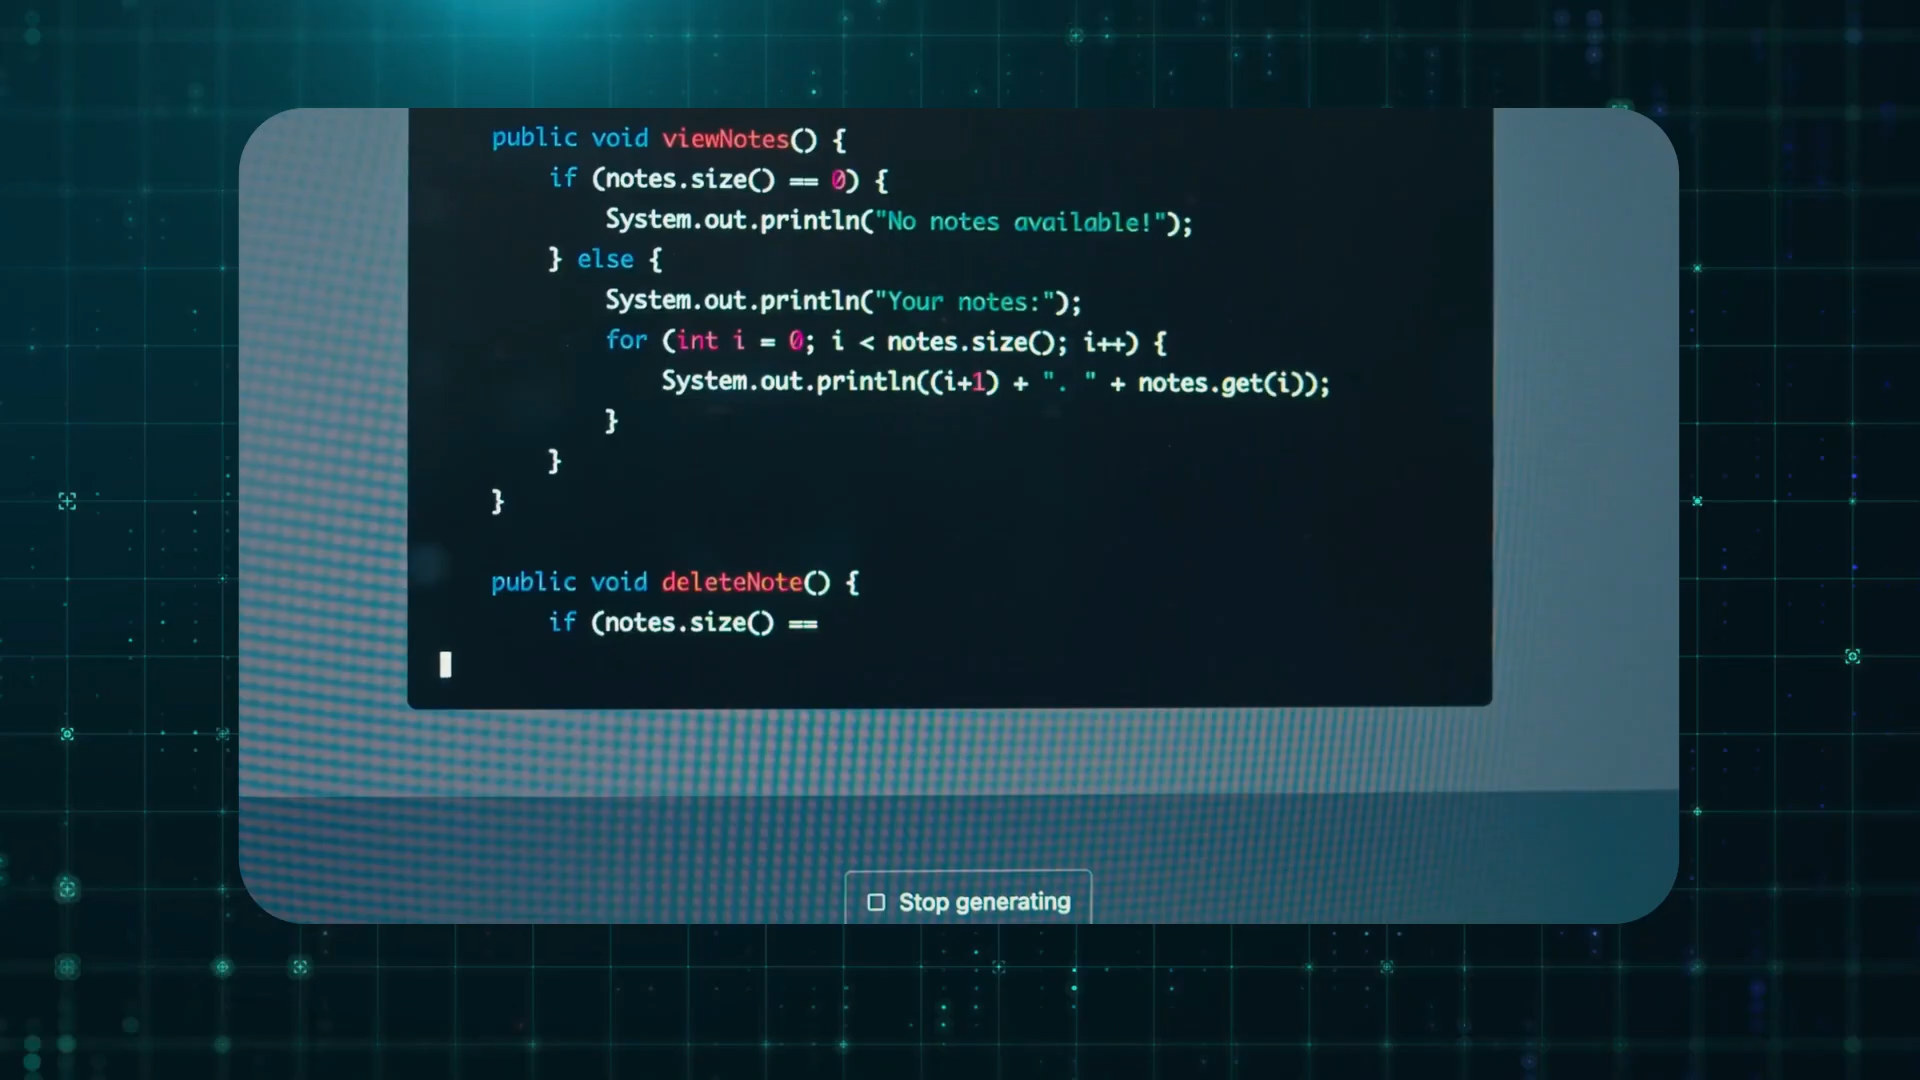 public void viewNotes() {
if (notes.size() == 0) {
System.out.println("No notes available!");
} else {
System.out.println("Your notes:");
for (int i = 0; i < notes.size(); i++) {
System.out.println((i+1) + ". " + notes.get(i));
}
}
}
public void deleteNote() {
if (notes.size() ==
Stop generating